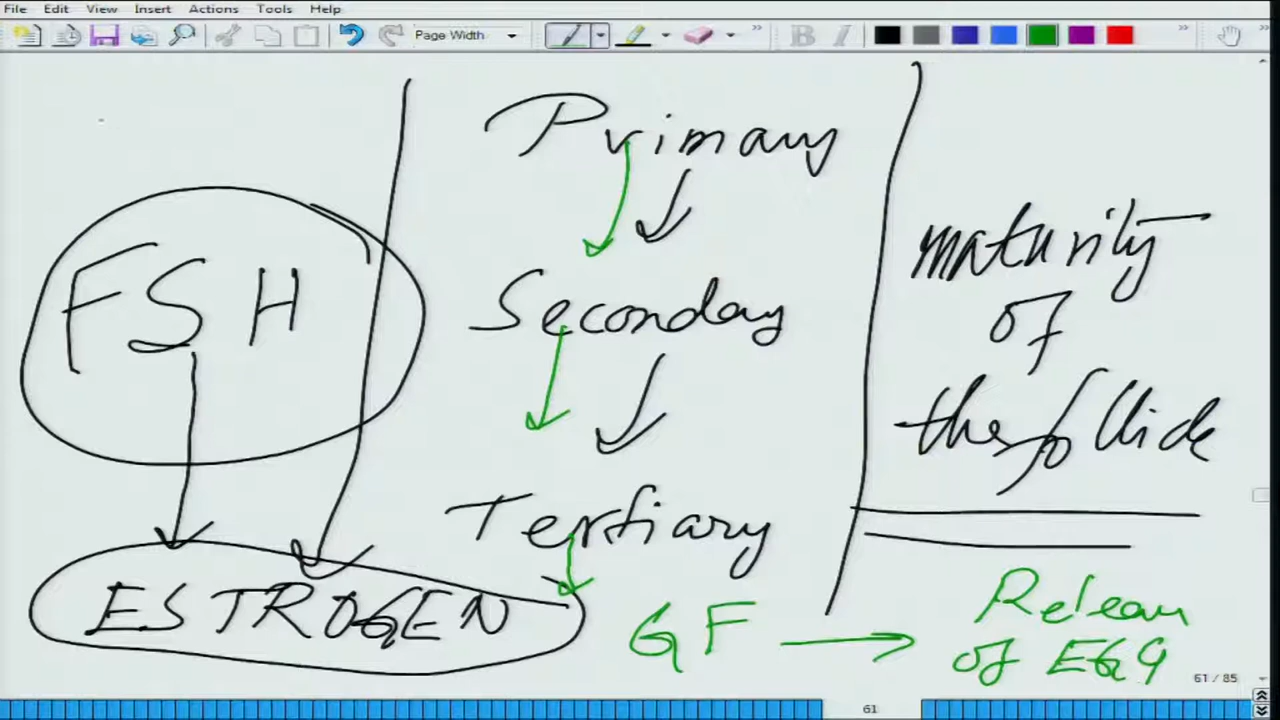 File Edit View Insert Actions Tools Help
Page Width
Primary
FSH
Secondary
Tertiary
ESTROGEN
GF
maturity
of
the follicle
Releas
of EGG
61 / 85
61